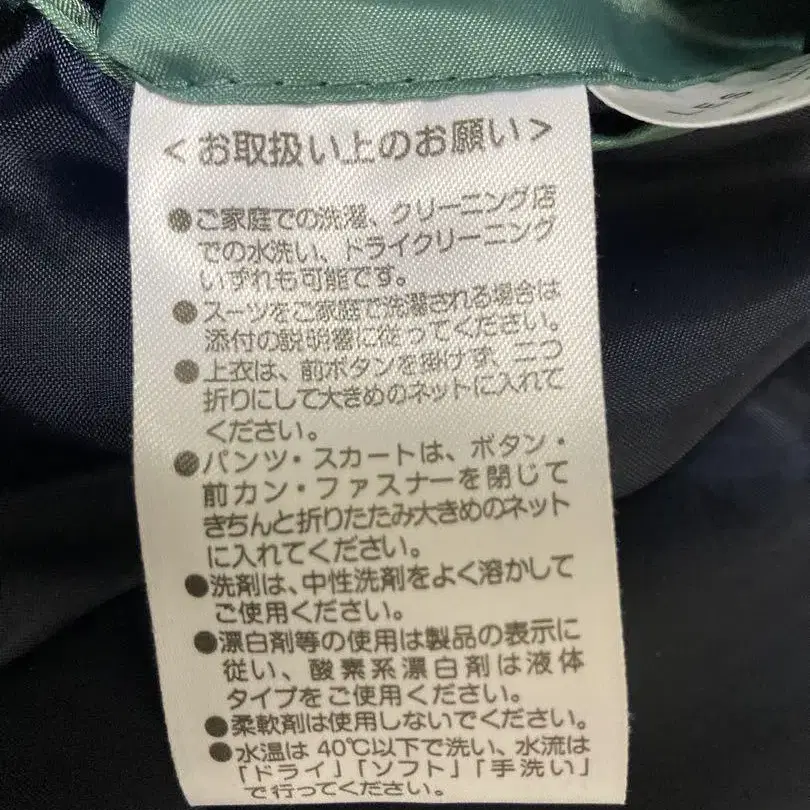 LES
＜お取扱い上のお願い＞
●ご家庭での洗濯、クリーニング店
での水洗い、ドライクリーニング
いずれも可能です。
●スーツをご家庭で洗濯される場合は
添付の説明書に従ってください。
●上衣は、前ボタンを掛けず、二つ
折りにして大きめのネットに入れて
ください。
●パンツ・スカートは、ボタン・
前カン・ファスナーを閉じて
きちんと折りたたみ大きめのネット
に入れてください。
●洗剤は、中性洗剤をよく溶かして
ご使用ください。
●漂白剤等の使用は製品の表示に
従い、酸素系漂白剤は液体
タイプをご使用ください。
●柔軟剤は使用しないでください。
●水温は40℃以下で洗い、水流は
「ドライ」「ソフト」「手洗い」
で行ってください。